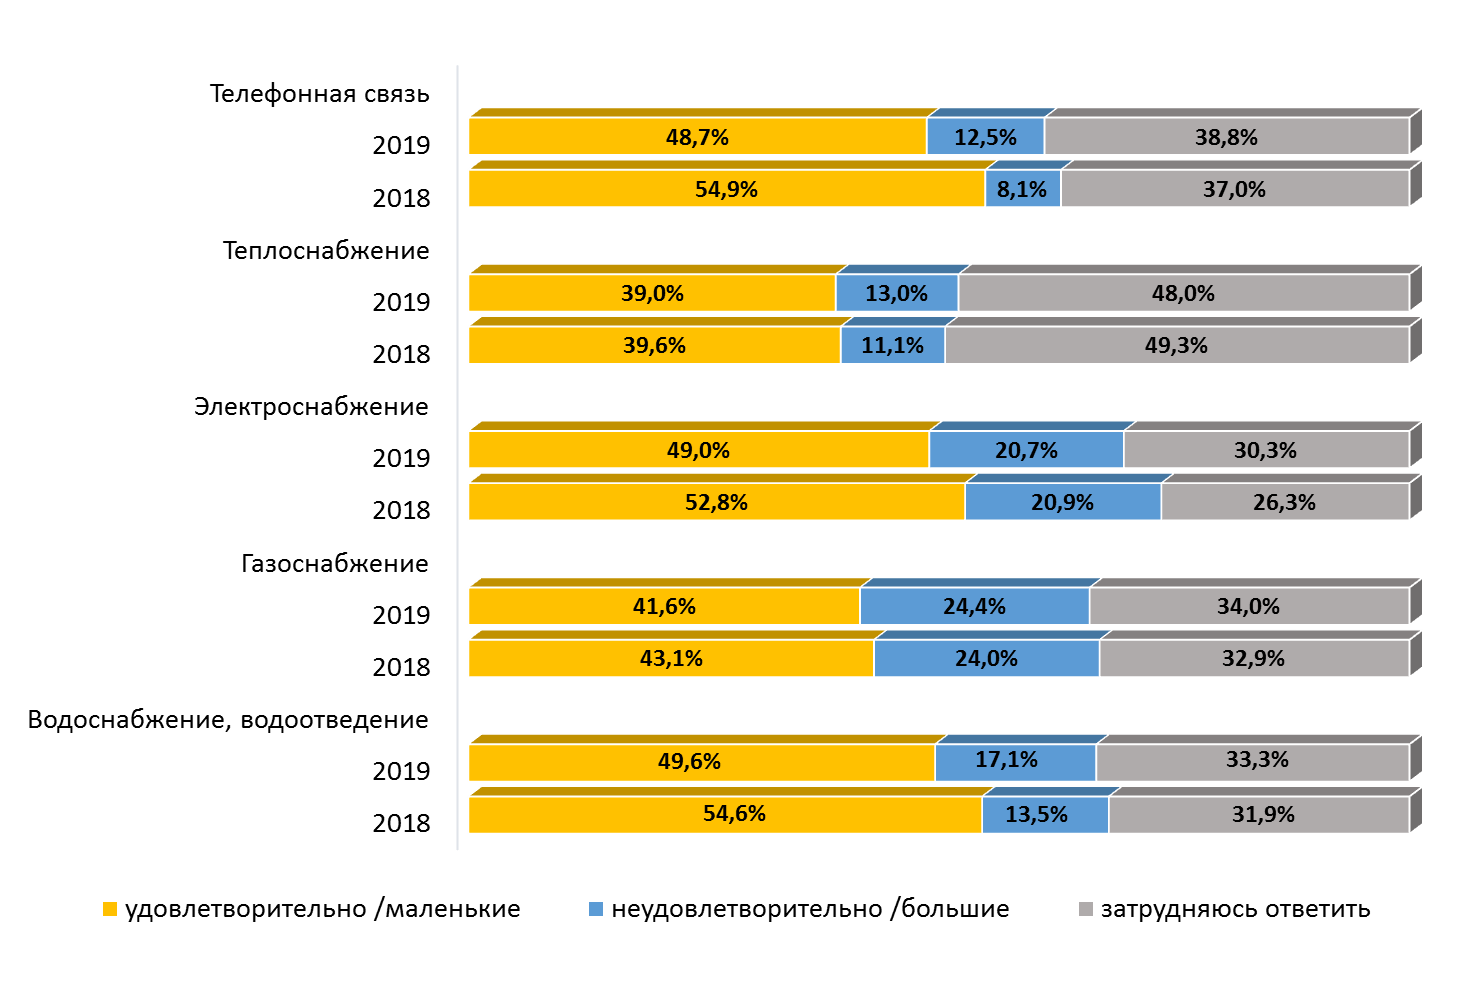 Телефонная связь
2019 48,7% 12,5% 38,8%
2018 54,9% 8,1% 37,0%
Теплоснабжение
2019 39,0% 13,0% 48,0%
2018 39,6% 11,1% 49,3%
Электроснабжение
2019 49,0% 20,7% 30,3%
2018 52,8% 20,9% 26,3%
Газоснабжение
2019 41,6% 24,4% 34,0%
2018 43,1% 24,0% 32,9%
Водоснабжение, водоотведение
2019 49,6% 17,1% 33,3%
2018 54,6% 13,5% 31,9%
удовлетворительно /маленькие неудовлетворительно /большие затрудняюсь ответить